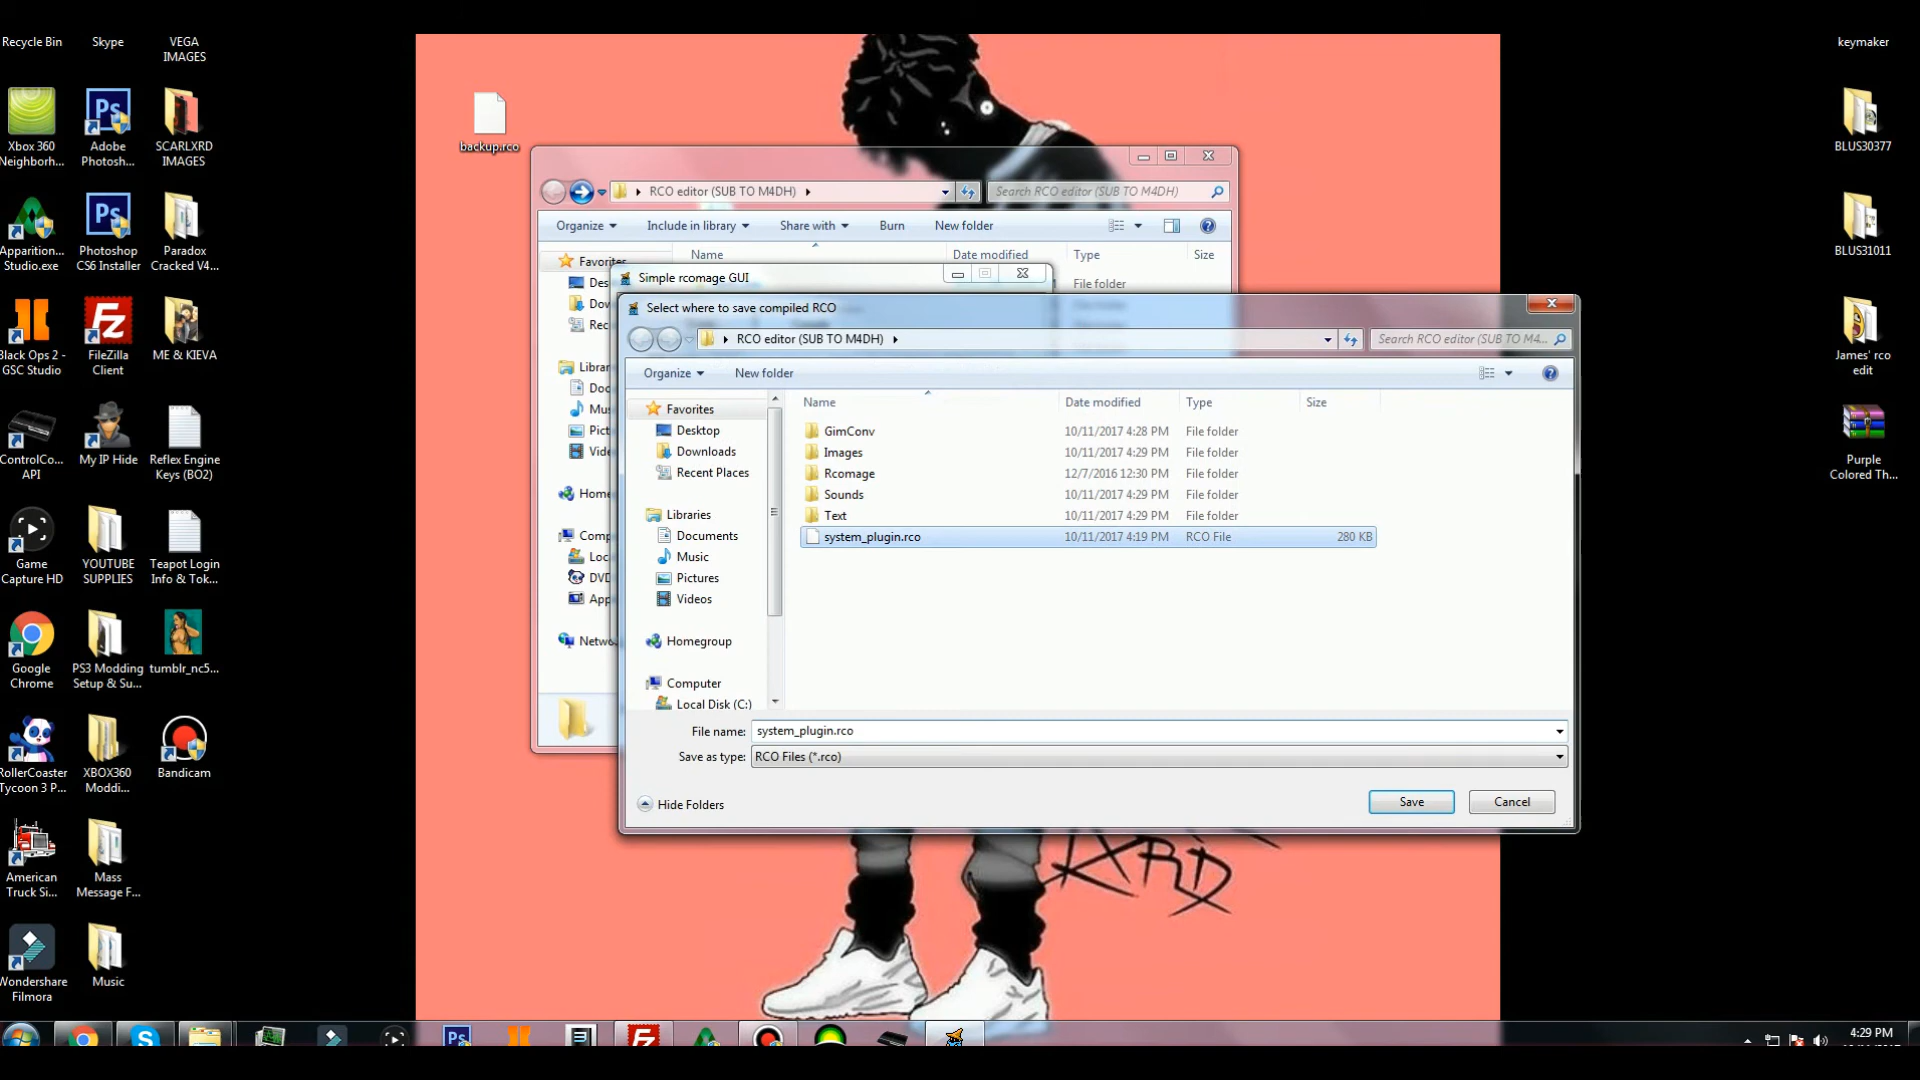 Recycle Bin
Skype
VEGA
IMAGES
keymaker
Xbox 360
Neighborh...
Adobe
Photosh...
SCARLXRD
IMAGES
backup.rco
BLUS30377
Apparition...
Studio.exe
Photoshop
CS6 Installer
Paradox
Cracked V4...
BLUS31011
Black Ops 2 -
GSC Studio
FileZilla
Client
ME & KIEVA
James' rco
edit
ControlCo...
API
My IP Hide
Reflex Engine
Keys (BO2)
Purple
Colored Th...
Game
Capture HD
YOUTUBE
SUPPLIES
Teapot Login
Info & Tok...
Google
Chrome
PS3 Modding
Setup & Su...
tumblr_nc5...
RollerCoaster
Tycoon 3 P...
XBOX360
Moddi...
Bandicam
American
Truck Si...
Mass
Message F...
Wondershare
Filmora
Music
RCO editor (SUB TO M4DH)
Search RCO editor (SUB TO M4DH)
Organize
Include in library
Share with
Burn
New folder
Name
Date modified
Type
Size
Favorites
File folder
Simple rcomage GUI
Select where to save compiled RCO
RCO editor (SUB TO M4DH)
Search RCO editor (SUB TO M4...
Organize
New folder
Name
Date modified
Type
Size
Favorites
Desktop
Downloads
Recent Places
Libraries
Documents
Music
Pictures
Videos
Homegroup
Computer
Local Disk (C:)
GimConv 10/11/2017 4:28 PM File folder
Images 10/11/2017 4:29 PM File folder
Rcomage 12/7/2016 12:30 PM File folder
Sounds 10/11/2017 4:29 PM File folder
Text 10/11/2017 4:29 PM File folder
system_plugin.rco 10/11/2017 4:19 PM RCO File 280 KB
File name: system_plugin.rco
Save as type: RCO Files (*.rco)
Hide Folders
Save
Cancel
4:29 PM